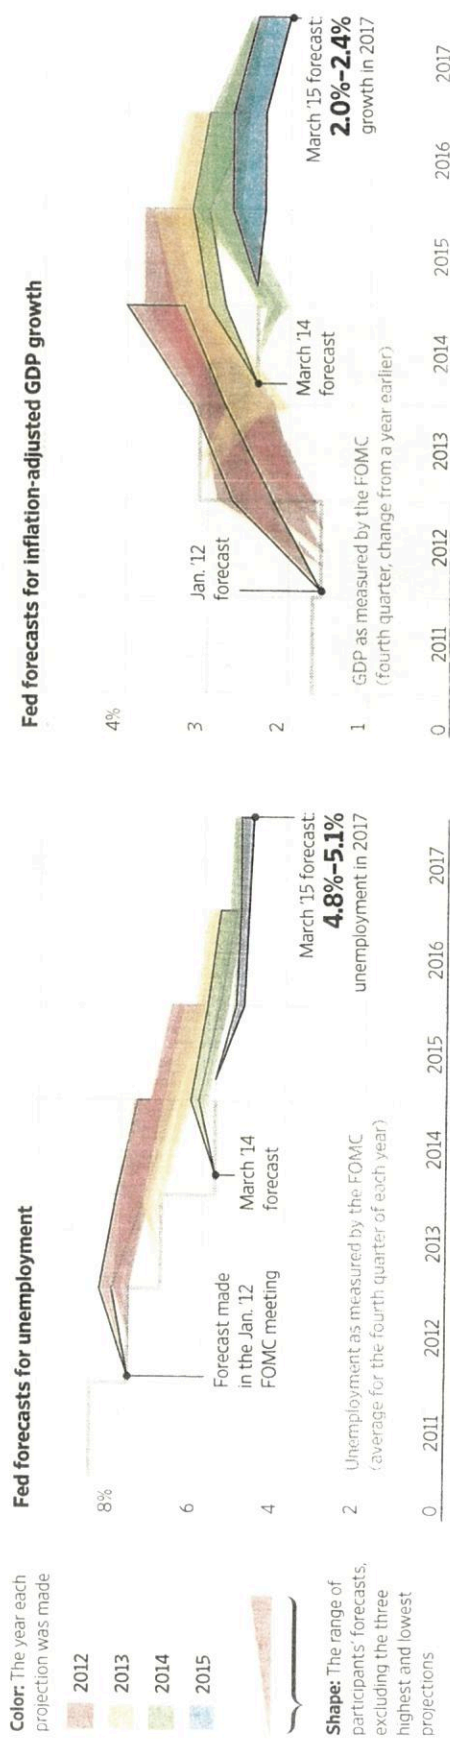 Color: The year each
projection was made
2012
2013
2014
2015
Shape: The range of
participants' forecasts,
excluding the three
highest and lowest
projections
Fed forecasts for unemployment
8%
6
4
2
0
Forecast made
in the Jan. '12
FOMC meeting
March '14
forecast
March '15 forecast:
4.8%–5.1%
unemployment in 2017
Unemployment as measured by the FOMC
(average for the fourth quarter of each year)
2011
2012
2013
2014
2015
2016
2017
Fed forecasts for inflation-adjusted GDP growth
4%
3
2
1
0
Jan. '12
forecast
March '14
forecast
March '15 forecast:
2.0%–2.4%
growth in 2017
GDP as measured by the FOMC
(fourth quarter, change from a year earlier)
2011
2012
2013
2014
2015
2016
2017